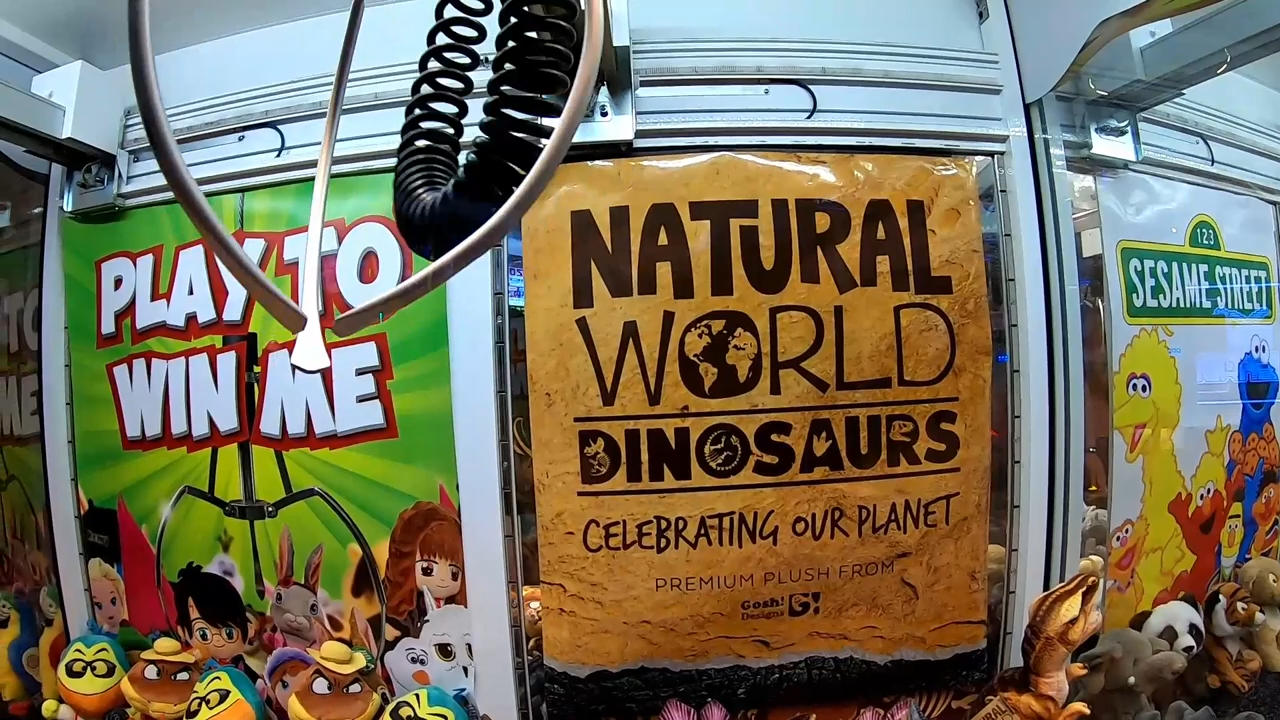 PLAY TO
WIN ME
NATURAL
WORLD
DINOSAURS
CELEBRATING OUR PLANET
PREMIUM PLUSH FROM
Gosh!
Designs
G!
123
SESAME STREET